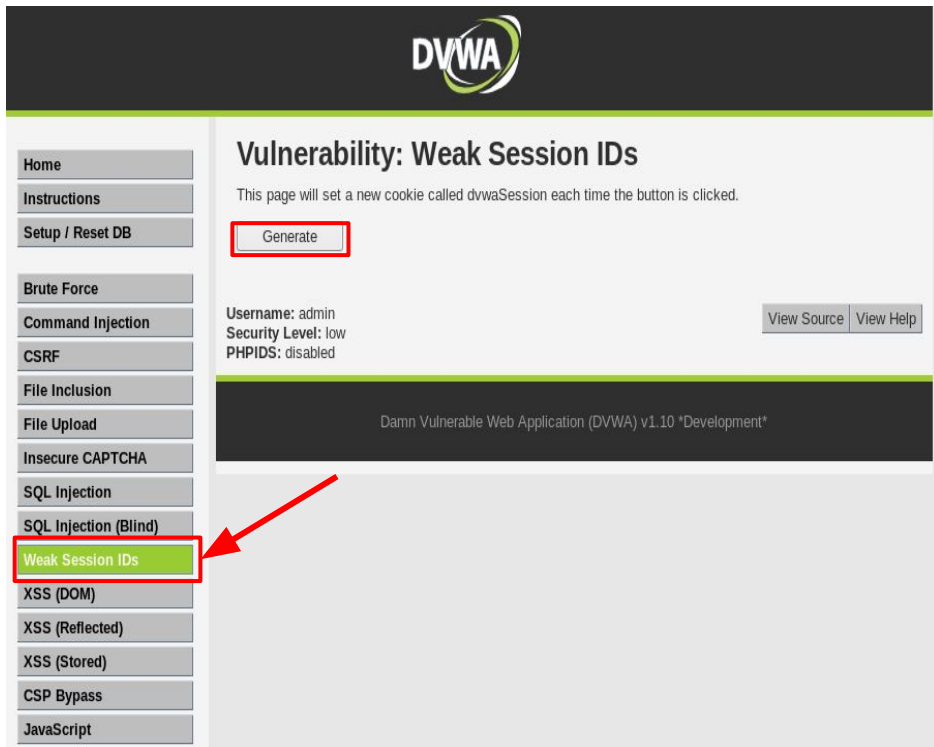 DVWA
Home
Instructions
Setup / Reset DB
Brute Force
Command Injection
CSRF
File Inclusion
File Upload
Insecure CAPTCHA
SQL Injection
SQL Injection (Blind)
Weak Session IDs
XSS (DOM)
XSS (Reflected)
XSS (Stored)
CSP Bypass
JavaScript
Vulnerability: Weak Session IDs
This page will set a new cookie called dvwaSession each time the button is clicked.
Generate
Username: admin
Security Level: low
PHPIDS: disabled
View Source View Help
Damn Vulnerable Web Application (DVWA) v1.10 *Development*